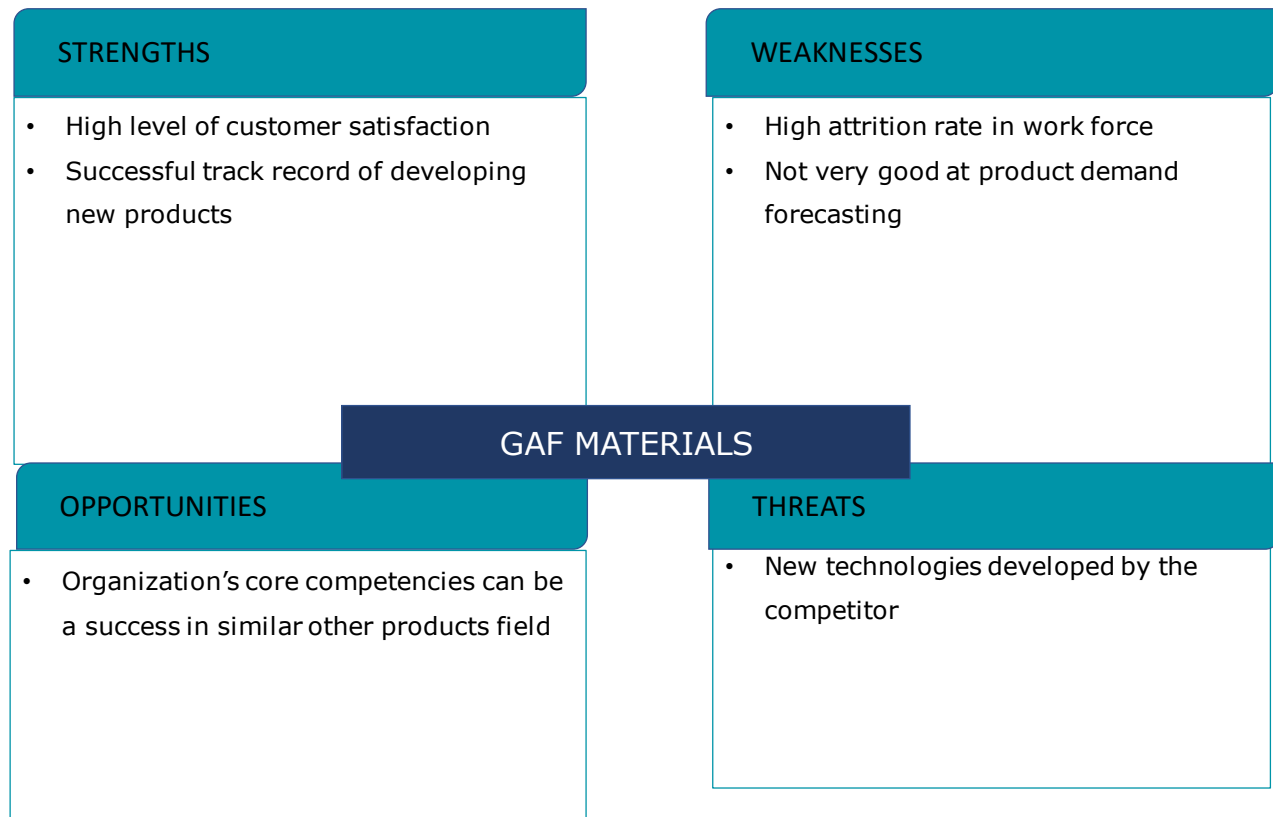 STRENGTHS
• High level of customer satisfaction
• Successful track record of developing
new products
WEAKNESSES
• High attrition rate in work force
• Not very good at product demand
forecasting
GAF MATERIALS
OPPORTUNITIES
• Organization’s core competencies can be
a success in similar other products field
THREATS
• New technologies developed by the
competitor